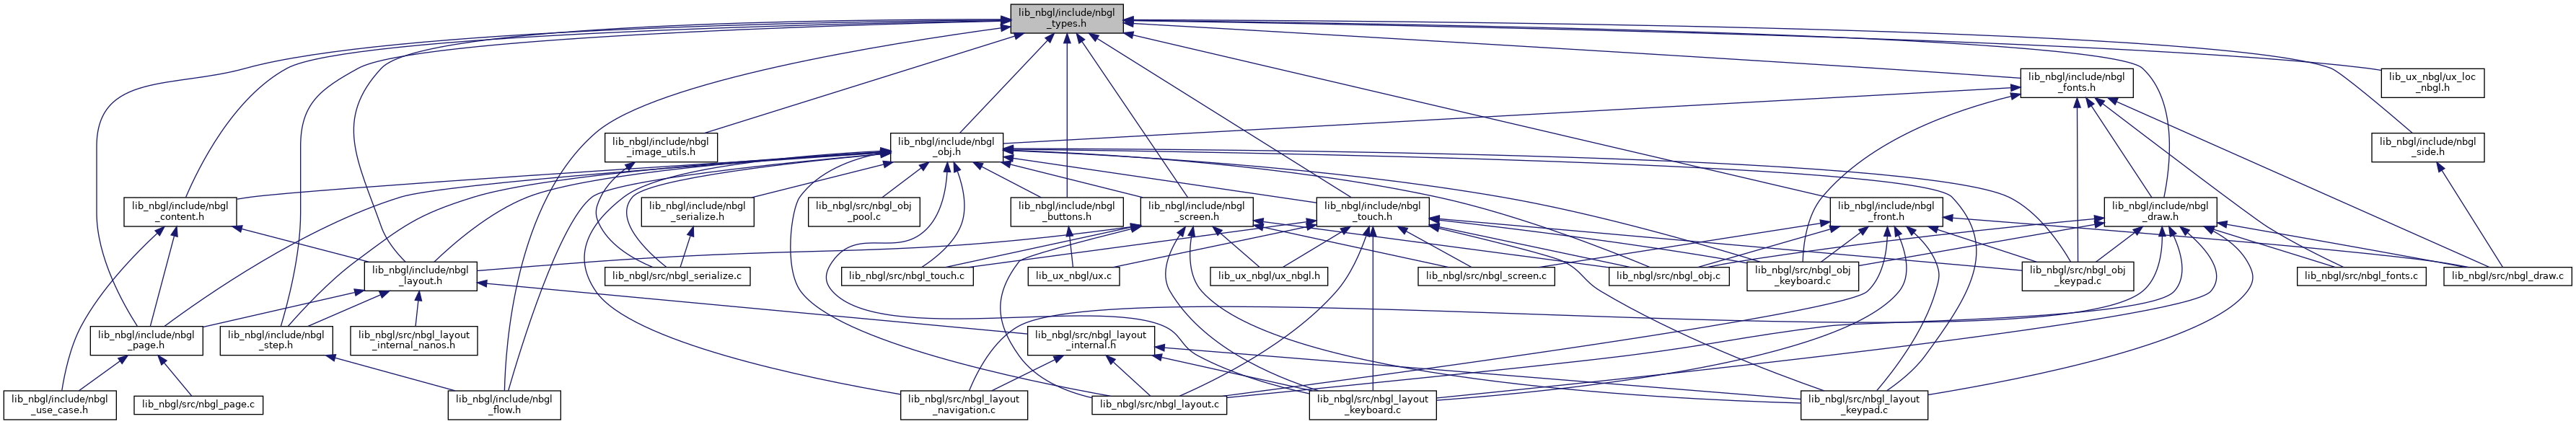 lib_nbgl/include/nbgl
_types.h
lib_nbgl/include/nbgl
_fonts.h
lib_ux_nbgl/ux_loc
_nbgl.h
lib_nbgl/include/nbgl
_image_utils.h
lib_nbgl/include/nbgl
_obj.h
lib_nbgl/include/nbgl
_side.h
lib_nbgl/include/nbgl
_content.h
lib_nbgl/include/nbgl
_serialize.h
lib_nbgl/src/nbgl_obj
_pool.c
lib_nbgl/include/nbgl
_buttons.h
lib_nbgl/include/nbgl
_screen.h
lib_nbgl/include/nbgl
_touch.h
lib_nbgl/include/nbgl
_front.h
lib_nbgl/include/nbgl
_draw.h
lib_nbgl/include/nbgl
_layout.h
lib_nbgl/src/nbgl_serialize.c
lib_nbgl/src/nbgl_touch.c
lib_ux_nbgl/ux.c
lib_ux_nbgl/ux_nbgl.h
lib_nbgl/src/nbgl_screen.c
lib_nbgl/src/nbgl_obj.c
lib_nbgl/src/nbgl_obj
_keyboard.c
lib_nbgl/src/nbgl_obj
_keypad.c
lib_nbgl/src/nbgl_fonts.c
lib_nbgl/src/nbgl_draw.c
lib_nbgl/include/nbgl
_page.h
lib_nbgl/include/nbgl
_step.h
lib_nbgl/src/nbgl_layout
_internal_nanos.h
lib_nbgl/src/nbgl_layout
_internal.h
lib_nbgl/include/nbgl
_use_case.h
lib_nbgl/src/nbgl_page.c
lib_nbgl/include/nbgl
_flow.h
lib_nbgl/src/nbgl_layout
_navigation.c
lib_nbgl/src/nbgl_layout.c
lib_nbgl/src/nbgl_layout
_keyboard.c
lib_nbgl/src/nbgl_layout
_keypad.c